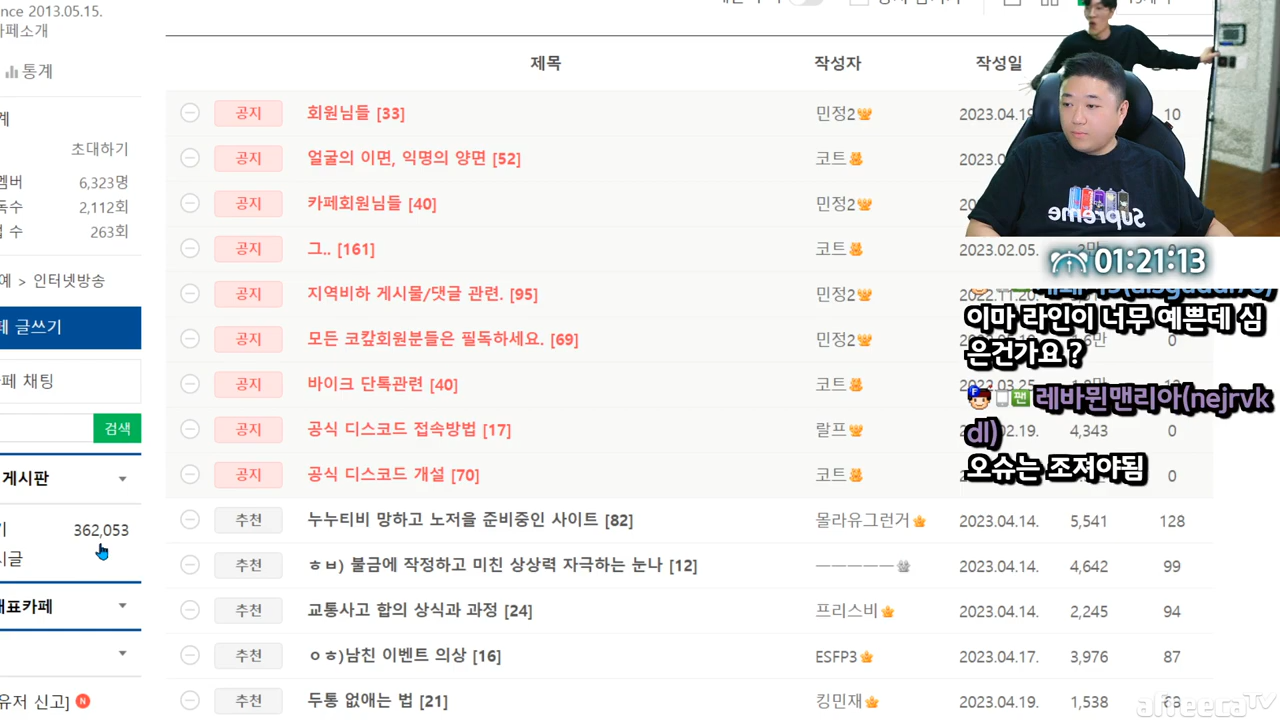 nce 2013.05.15.
카페소개
통계
계
초대하기
멤버 6,323명
독수 2,112회
수 263회
> 인터넷방송
글쓰기
페 채팅
검색
게시판
362,053
시글
대표카페
유저 신고] N
제목 작성자 작성일
공지 회원님들 [33] 민정2 2023.04.19 10
공지 얼굴의 이면, 익명의 양면 [52] 코트 2023.0
공지 카페회원님들 [40] 민정2
공지 그.. [161] 코트 2023.02.05.
공지 지역비하 게시물/댓글 관련. [95] 민정2 2022.11.20.
공지 모든 코칼회원분들은 필독하세요. [69] 민정2 0
공지 바이크 단톡관련 [40] 코트 2022.03.25.
공지 공식 디스코드 접속방법 [17] 랄프 02.19. 4,343 0
공지 공식 디스코드 개설 [70] 코트 0
추천 누누티비 망하고 노저을 준비중인 사이트 [82] 몰라유그런거 2023.04.14. 5,541 128
추천 ㅎㅂ) 불금에 작정하고 미친 상상력 자극하는 눈나 [12] ㅡㅡㅡㅡㅡ 2023.04.14. 4,642 99
추천 교통사고 합의 상식과 과정 [24] 프리스비 2023.04.14. 2,245 94
추천 ㅇㅎ)남친 이벤트 의상 [16] ESFP3 2023.04.17. 3,976 87
추천 두통 없애는 법 [21] 킹민재 2023.04.19. 1,538
Supreme
01:21:13
이마 라인이 너무 예쁜데 심
은건가요?
팬 레바뮌맨리아(nejrvk
dl)
오슈는 조져야됨
afreecaTV